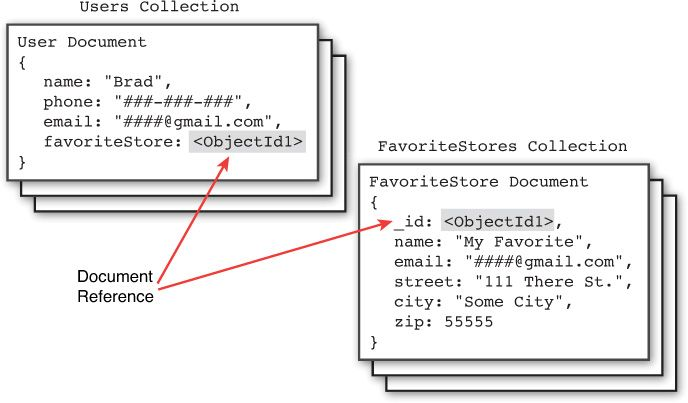 Users Collection
User Document
{
name: "Brad",
phone: "###-###-###",
email: "####@gmail.com",
favoriteStore: <ObjectId1>
}
FavoriteStores Collection
FavoriteStore Document
{
_id: <ObjectId1>,
name: "My Favorite",
email: "####@gmail.com",
street: "111 There St.",
city: "Some City",
zip: 55555
}
Document
Reference